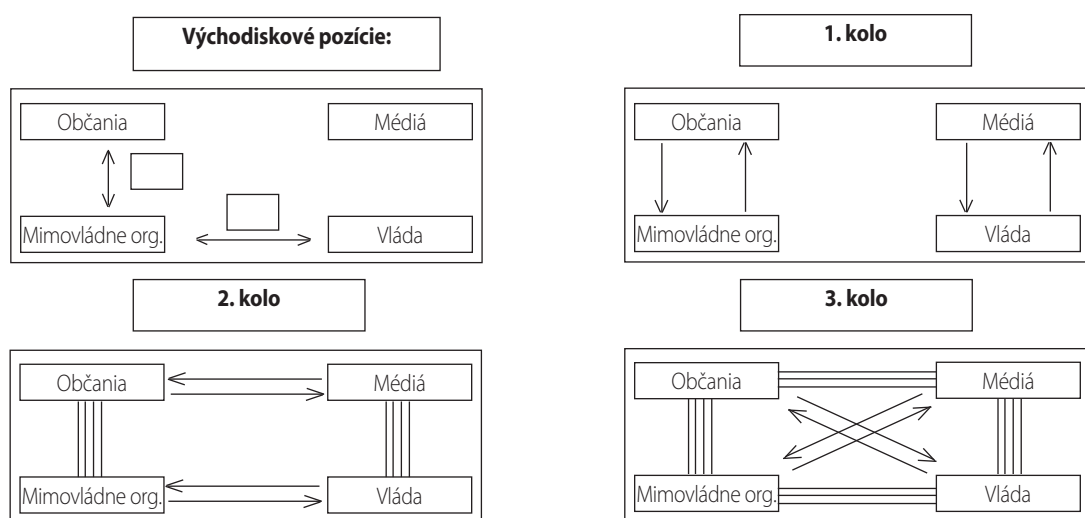 Východiskové pozície:
Občania
Médiá
Mimovládne org.
Vláda
1. kolo
Občania
Médiá
Mimovládne org.
Vláda
2. kolo
Občania
Médiá
Mimovládne org.
Vláda
3. kolo
Občania
Médiá
Mimovládne org.
Vláda